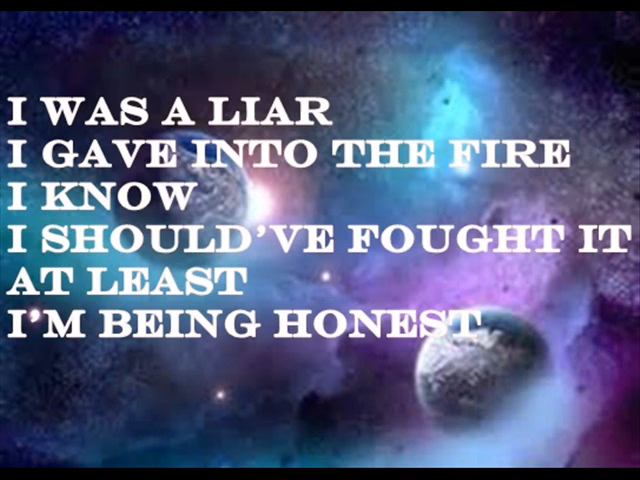 I WAS A LIAR
I GAVE INTO THE FIRE
I KNOW
I SHOULD'VE FOUGHT IT
AT LEAST
I'M BEING HONEST